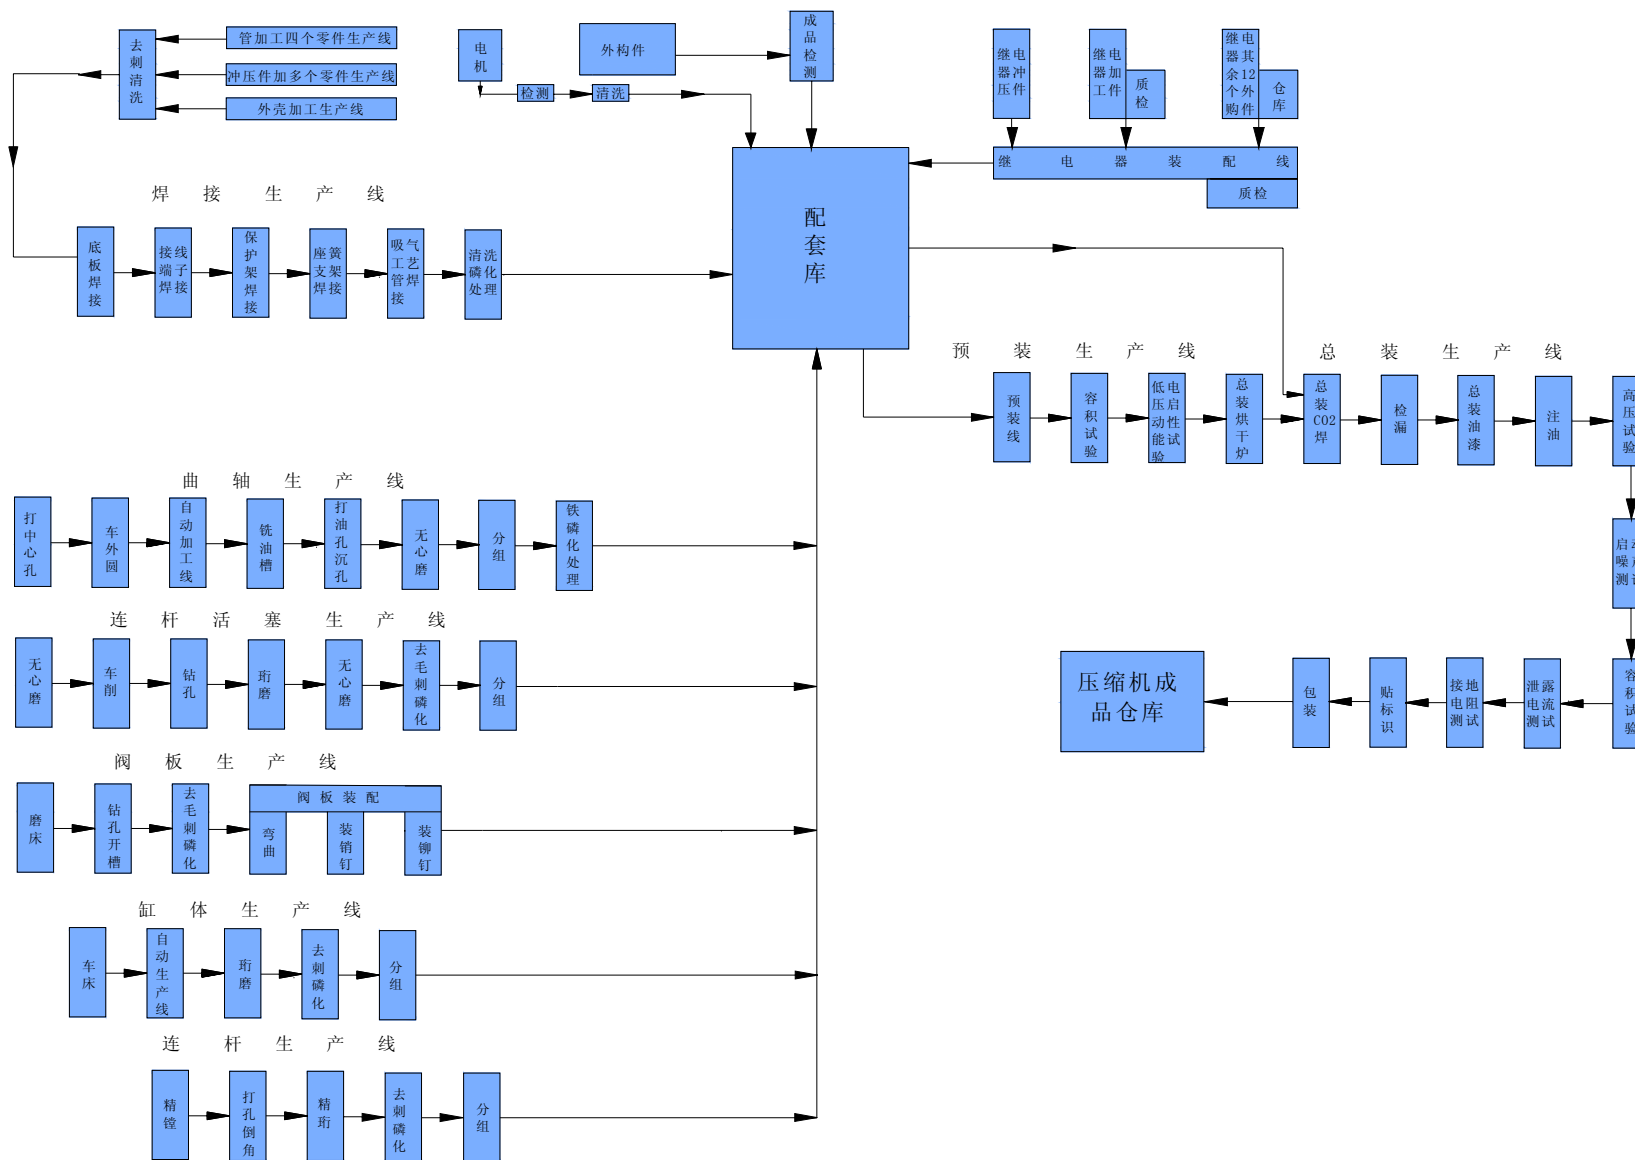 去刺清洗
管加工四个零件生产线
冲压件加多个零件生产线
外壳加工生产线
电机
检测
清洗
外构件
成品检测
继电器冲压件
继电器加工件
质检
继电器其余12个外购件
仓库
继电器装配线
质检
配套库
焊接生产线
底板焊接
接线端子焊接
保护架焊接
座簧支架焊接
吸气工艺管焊接
清洗磷化处理
预装生产线
预装线
容积试验
低电压启动性能试验
总装烘干炉
总装生产线
总装CO2焊
检漏
总装油漆
注油
高压试验
启动
噪声
测试
容积试验
泄露电流测试
接地电阻测试
贴标识
包装
压缩机成品仓库
曲轴生产线
打中心孔
车外圆
自动加工线
铣油槽
打油孔沉孔
无心磨
分组
铁磷化处理
连杆活塞生产线
无心磨
车削
钻孔
珩磨
无心磨
去毛刺磷化
分组
阀板生产线
磨床
钻孔开槽
去毛刺磷化
阀板装配
弯曲
装销钉
装铆钉
缸体生产线
车床
自动生产线
珩磨
去刺磷化
分组
连杆生产线
精镗
打孔倒角
精珩
去刺磷化
分组